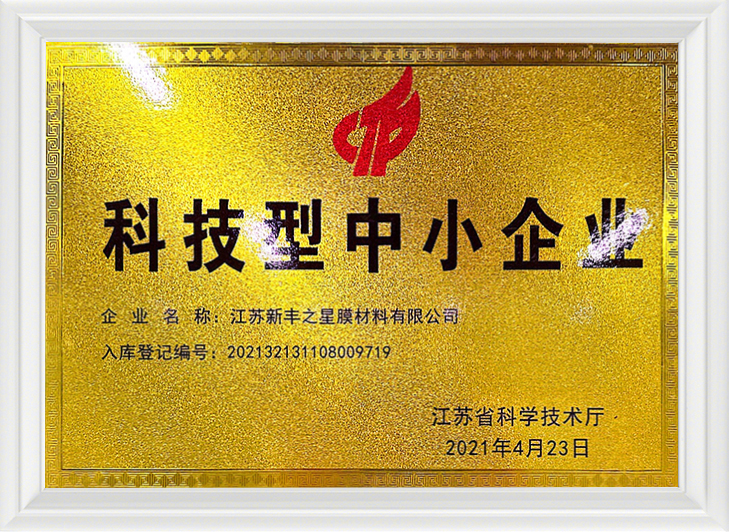 科技型中小企业
企业名称：江苏新丰之星膜材料有限公司
入库登记编号：202132131108009719
江苏省科学技术厅
2021年4月23日